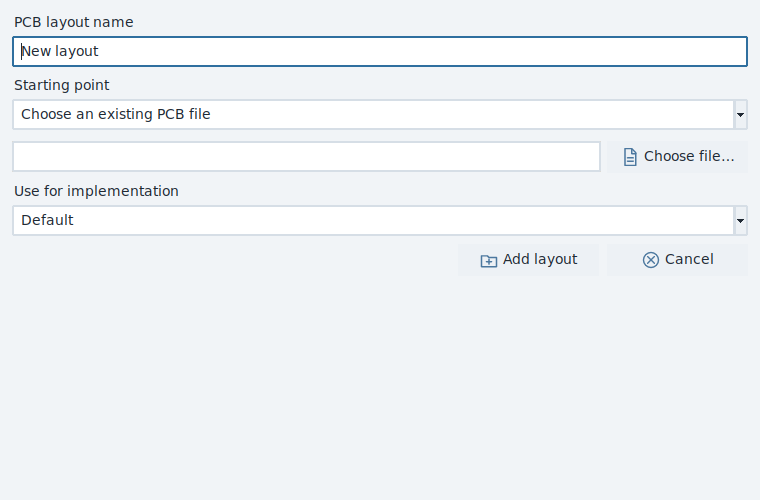 PCB layout name
New layout
Starting point
Choose an existing PCB file
Choose file...
Use for implementation
Default
Add layout
Cancel